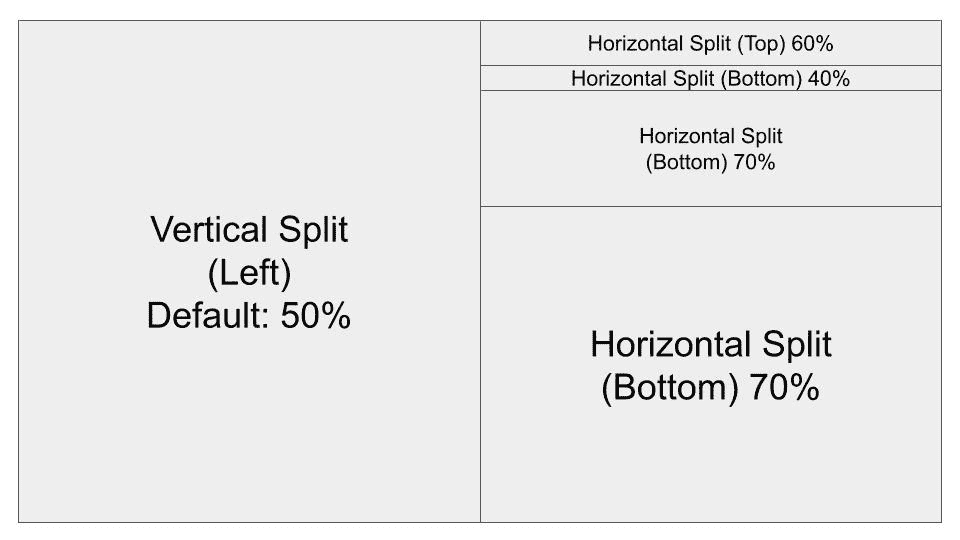 Vertical Split
(Left)
Default: 50%
Horizontal Split (Top) 60%
Horizontal Split (Bottom) 40%
Horizontal Split
(Bottom) 70%
Horizontal Split
(Bottom) 70%